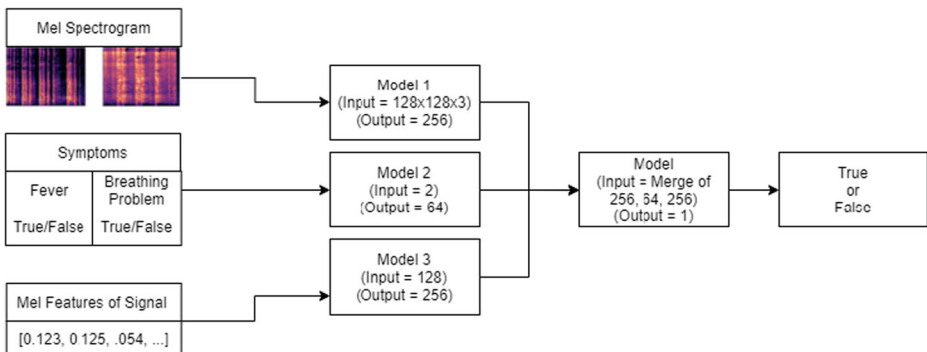 Mel Spectrogram
Model 1
(Input = 128x128x3)
(Output = 256)
Symptoms
Fever
True/False
Breathing
Problem
True/False
Model 2
(Input = 2)
(Output = 64)
Model
(Input = Merge of
256, 64, 256)
(Output = 1)
True
or
False
Model 3
(Input = 128)
(Output = 256)
Mel Features of Signal
[0.123, 0.125, .054, ...]